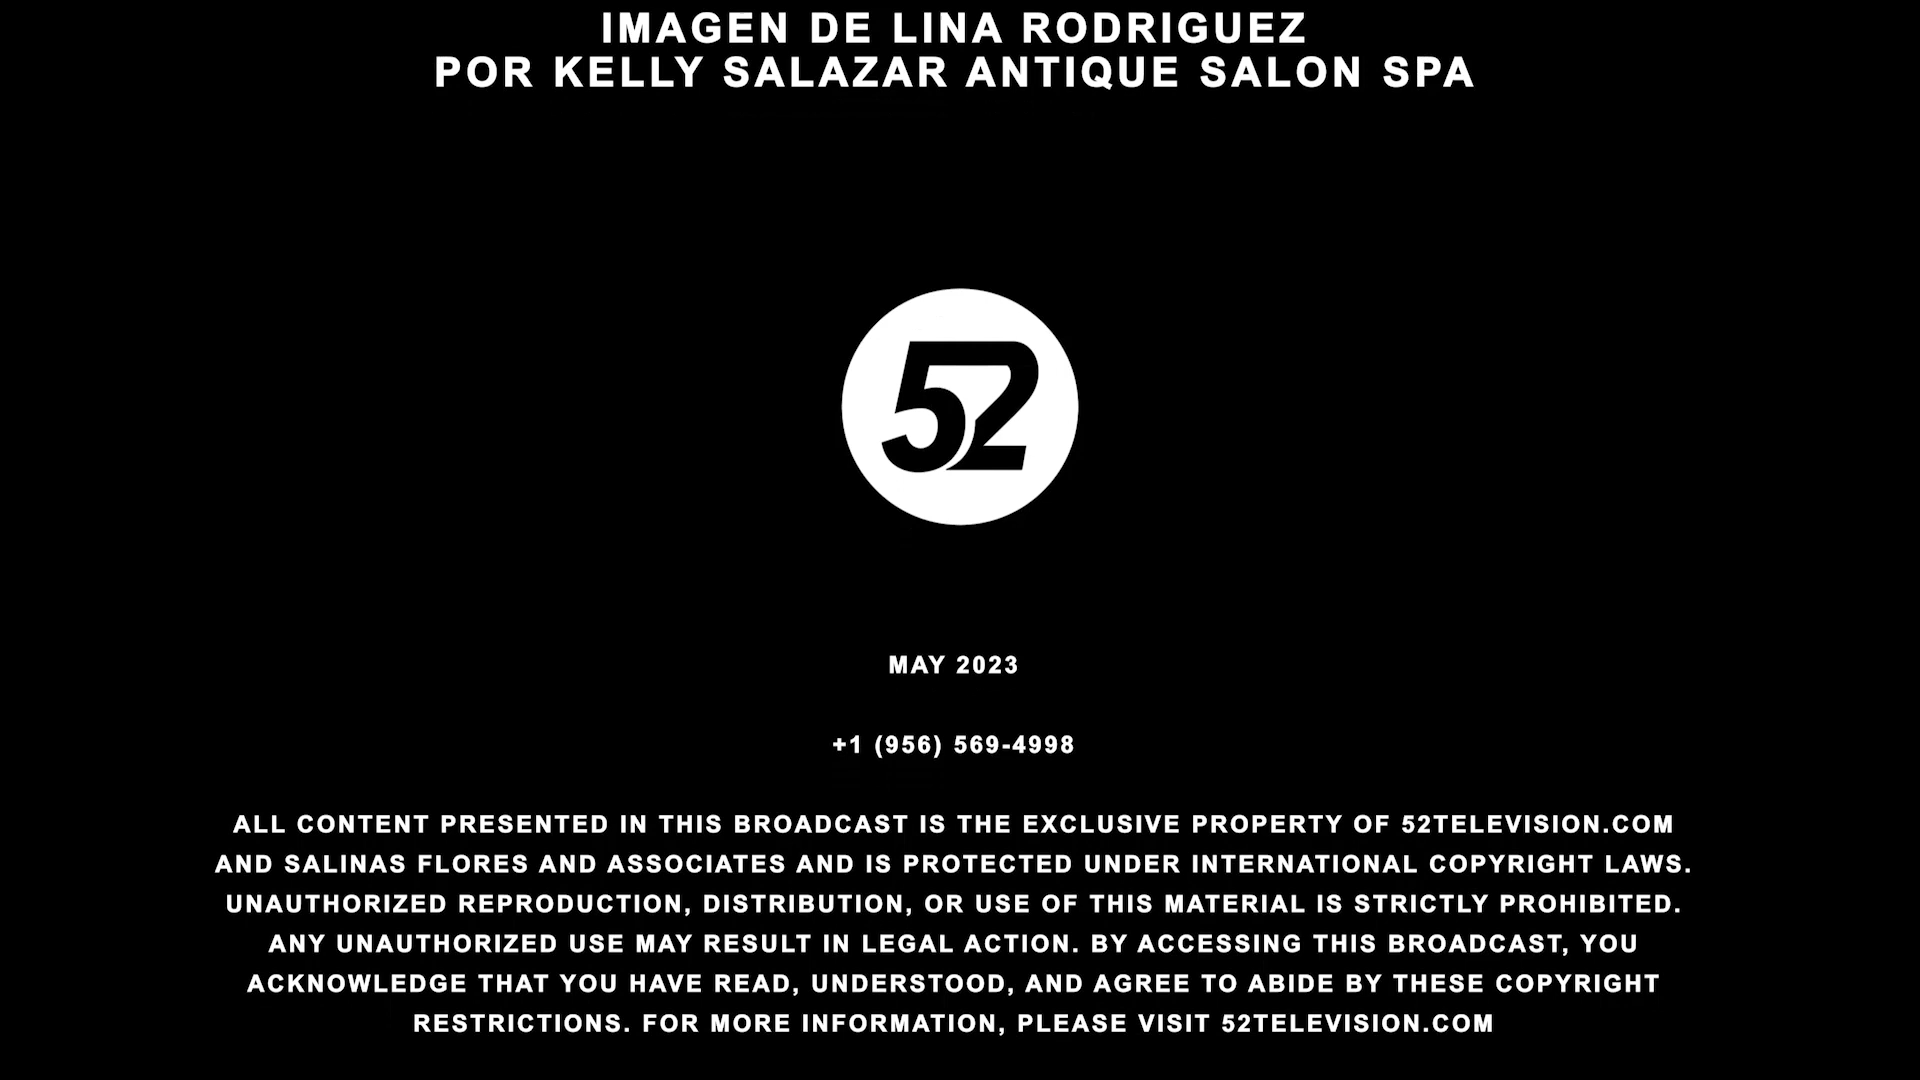 IMAGEN DE LINA RODRIGUEZ
POR KELLY SALAZAR ANTIQUE SALON SPA
52
MAY 2023
+1 (956) 569-4998
ALL CONTENT PRESENTED IN THIS BROADCAST IS THE EXCLUSIVE PROPERTY OF 52TELEVISION.COM
AND SALINAS FLORES AND ASSOCIATES AND IS PROTECTED UNDER INTERNATIONAL COPYRIGHT LAWS.
UNAUTHORIZED REPRODUCTION, DISTRIBUTION, OR USE OF THIS MATERIAL IS STRICTLY PROHIBITED.
ANY UNAUTHORIZED USE MAY RESULT IN LEGAL ACTION. BY ACCESSING THIS BROADCAST, YOU
ACKNOWLEDGE THAT YOU HAVE READ, UNDERSTOOD, AND AGREE TO ABIDE BY THESE COPYRIGHT
RESTRICTIONS. FOR MORE INFORMATION, PLEASE VISIT 52TELEVISION.COM